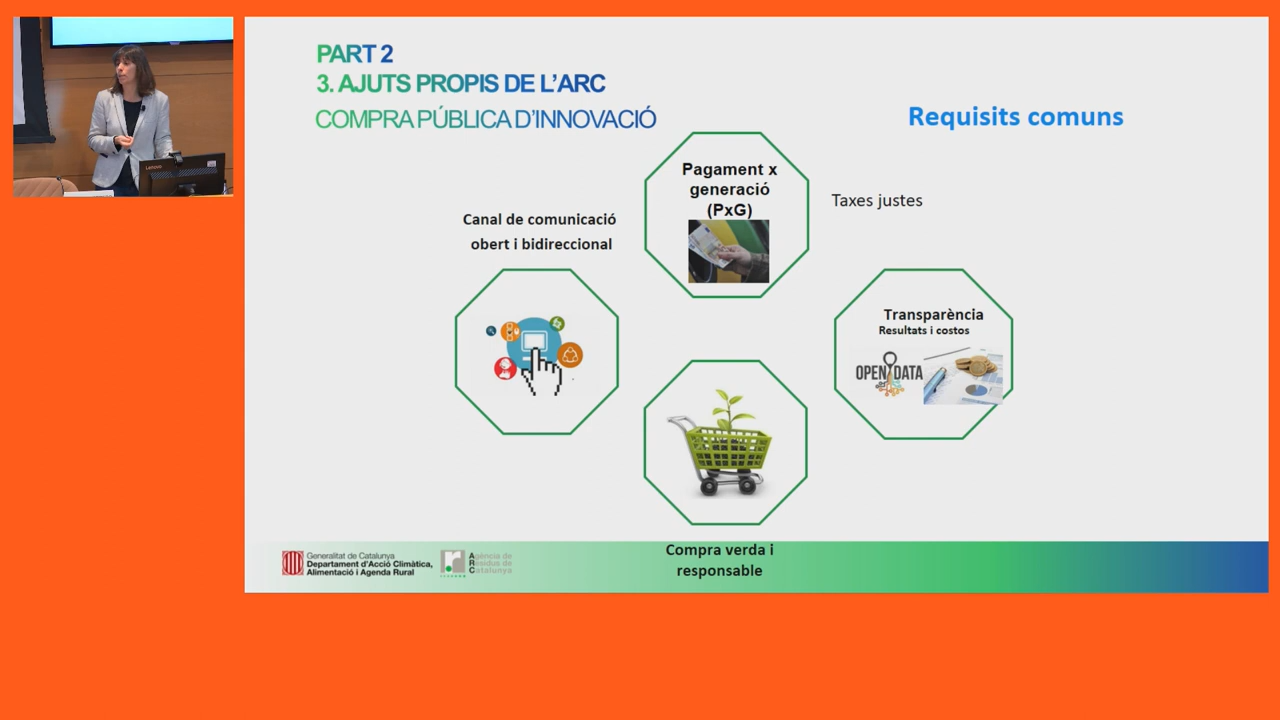 PART 2
3. AJUTS PROPIS DE L'ARC
COMPRA PÚBLICA D'INNOVACIÓ
Requisits comuns
Pagament x
generació
(PxG)
Taxes justes
Canal de comunicació
obert i bidireccional
Transparència
Resultats i costos
OPEN DATA
Compra verda i
responsable
Generalitat de Catalunya
Departament d'Acció Climàtica,
Alimentació i Agenda Rural
Agència de
Residus de
Catalunya
Lenovo